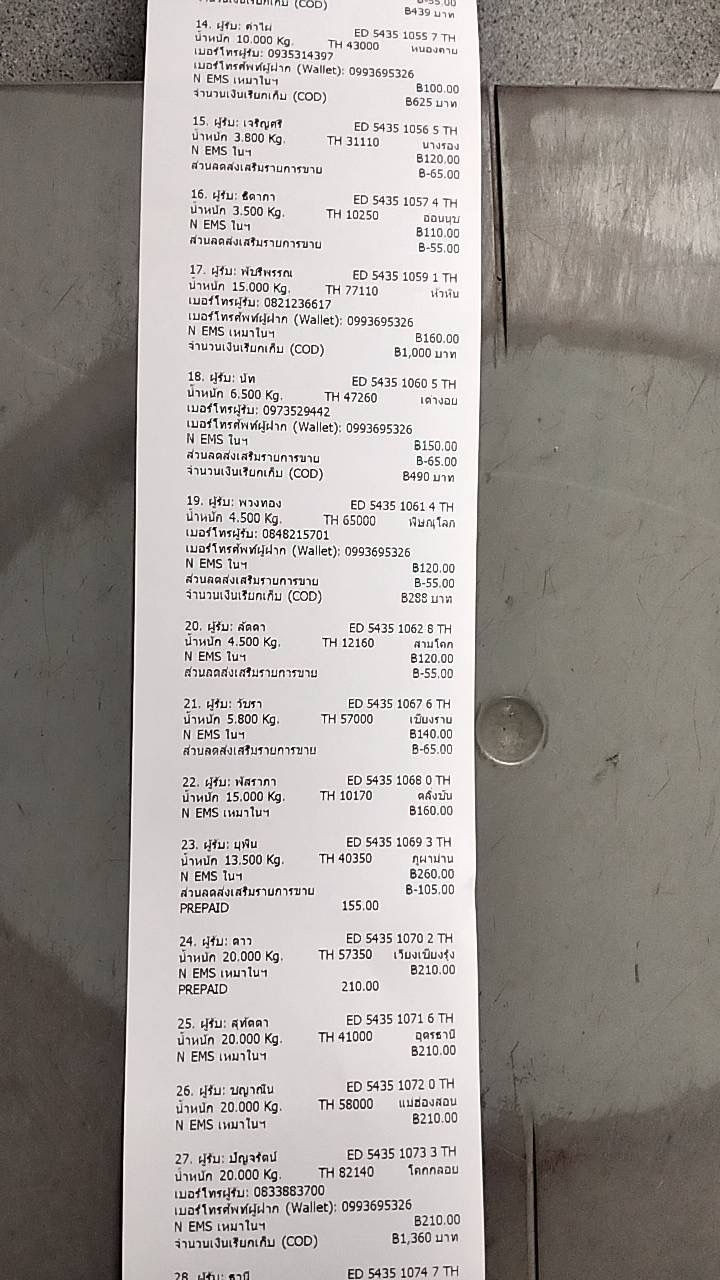 จำนวนเงินเรียกเก็บ (COD)
฿439 บาท
14. ผู้รับ: คำไผ่ ED 5435 1055 7 TH
น้ำหนัก 10.000 Kg. TH 43000 หนองคาย
เบอร์โทรผู้รับ: 0935314397
เบอร์โทรศัพท์ผู้ฝาก (Wallet): 0993695326
N EMS เหมาในฯ ฿100.00
จำนวนเงินเรียกเก็บ (COD) ฿625 บาท
15. ผู้รับ: เจริญศรี ED 5435 1056 5 TH
น้ำหนัก 3.800 Kg. TH 31110 นางรอง
N EMS ในฯ ฿120.00
ส่วนลดส่งเสริมรายการขาย ฿-65.00
16. ผู้รับ: ธิดากา ED 5435 1057 4 TH
น้ำหนัก 3.500 Kg. TH 10250 อ่อนนุช
N EMS ในฯ ฿110.00
ส่วนลดส่งเสริมรายการขาย ฿-55.00
17. ผู้รับ: ED 5435 1059 1 TH
น้ำหนัก 15.000 Kg. TH 77110 หัวหิน
เบอร์โทรผู้รับ: 0821236617
เบอร์โทรศัพท์ผู้ฝาก (Wallet): 0993695326
N EMS เหมาในฯ ฿160.00
จำนวนเงินเรียกเก็บ (COD) ฿1,000 บาท
18. ผู้รับ: นัท ED 5435 1060 5 TH
น้ำหนัก 6.500 Kg. TH 47260 เต่างอย
เบอร์โทรผู้รับ: 0973529442
เบอร์โทรศัพท์ผู้ฝาก (Wallet): 0993695326
N EMS ในฯ ฿150.00
ส่วนลดส่งเสริมรายการขาย ฿-65.00
จำนวนเงินเรียกเก็บ (COD) ฿490 บาท
19. ผู้รับ: พวงทอง ED 5435 1061 4 TH
น้ำหนัก 4.500 Kg. TH 65000 พิษณุโลก
เบอร์โทรผู้รับ: 0848215701
เบอร์โทรศัพท์ผู้ฝาก (Wallet): 0993695326
N EMS ในฯ ฿120.00
ส่วนลดส่งเสริมรายการขาย ฿-55.00
จำนวนเงินเรียกเก็บ (COD) ฿288 บาท
20. ผู้รับ: ลัดดา ED 5435 1062 8 TH
น้ำหนัก 4.500 Kg. TH 12160 สามโคก
N EMS ในฯ ฿120.00
ส่วนลดส่งเสริมรายการขาย ฿-55.00
21. ผู้รับ: ED 5435 1067 6 TH
น้ำหนัก 5.800 Kg. TH 57000 เชียงราย
N EMS ในฯ ฿140.00
ส่วนลดส่งเสริมรายการขาย ฿-65.00
22. ผู้รับ: พัสราภา ED 5435 1068 0 TH
น้ำหนัก 15.000 Kg. TH 10170 ตลิ่งชัน
N EMS เหมาในฯ ฿160.00
23. ผู้รับ: ยุพิน ED 5435 1069 3 TH
น้ำหนัก 13.500 Kg. TH 40350 ภูผาม่าน
N EMS ในฯ ฿260.00
ส่วนลดส่งเสริมรายการขาย ฿-105.00
PREPAID 155.00
24. ผู้รับ: ดาว ED 5435 1070 2 TH
น้ำหนัก 20.000 Kg. TH 57350 เวียงเชียงรุ้ง
N EMS เหมาในฯ ฿210.00
PREPAID 210.00
25. ผู้รับ: สุทัตตา ED 5435 1071 6 TH
น้ำหนัก 20.000 Kg. TH 41000 อุดรธานี
N EMS เหมาในฯ ฿210.00
26. ผู้รับ: ชญาณิน ED 5435 1072 0 TH
น้ำหนัก 20.000 Kg. TH 58000 แม่ฮ่องสอน
N EMS เหมาในฯ ฿210.00
27. ผู้รับ: ปัญจรัตน์ ED 5435 1073 3 TH
น้ำหนัก 20.000 Kg. TH 82140 โคกกลอย
เบอร์โทรผู้รับ: 0833883700
เบอร์โทรศัพท์ผู้ฝาก (Wallet): 0993695326
N EMS เหมาในฯ ฿210.00
จำนวนเงินเรียกเก็บ (COD) ฿1,360 บาท
28. ผู้รับ: ธานี ED 5435 1074 7 TH